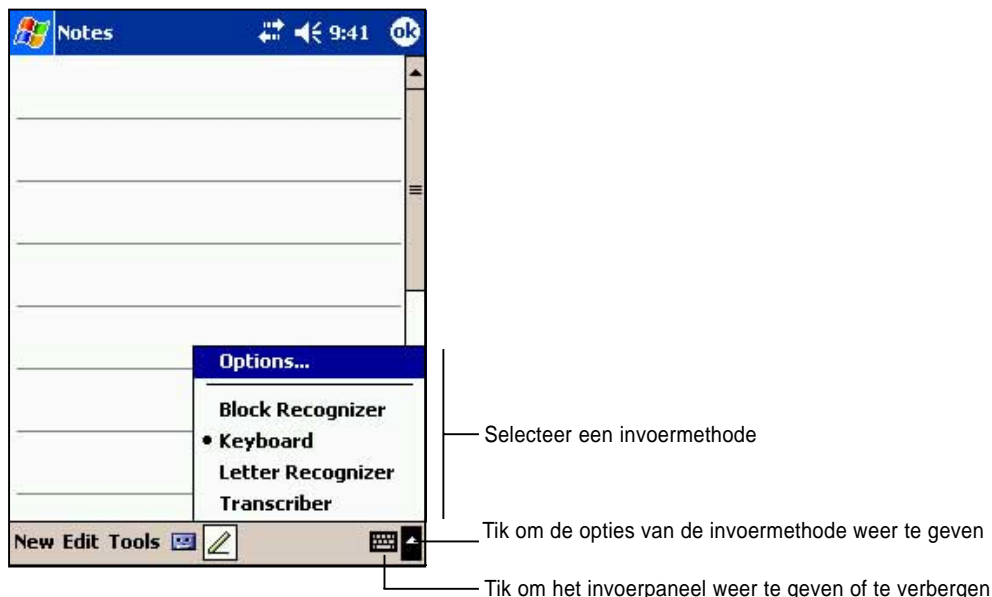 Notes 9:41 ok
Options...
Block Recognizer
Keyboard
Letter Recognizer
Transcriber
New Edit Tools
Selecteer een invoermethode
Tik om de opties van de invoermethode weer te geven
Tik om het invoerpaneel weer te geven of te verbergen